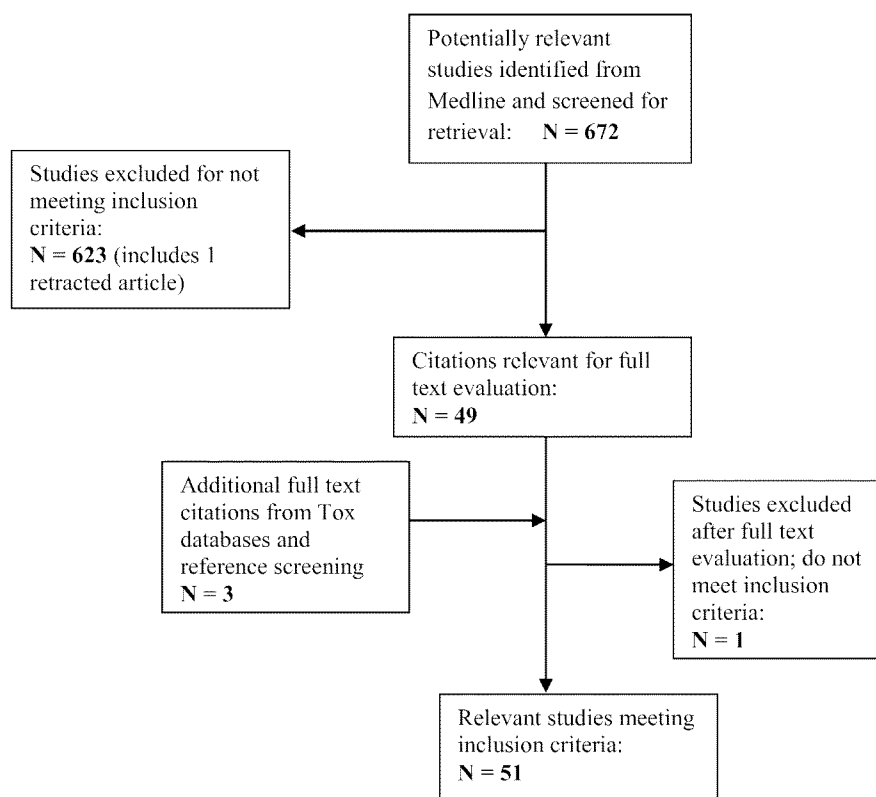 Potentially relevant
studies identified from
Medline and screened for
retrieval: N = 672
Studies excluded for not
meeting inclusion
criteria:
N = 623 (includes 1
retracted article)
Citations relevant for full
text evaluation:
N = 49
Additional full text
citations from Tox
databases and
reference screening
N = 3
Studies excluded
after full text
evaluation; do not
meet inclusion
criteria:
N = 1
Relevant studies meeting
inclusion criteria:
N = 51